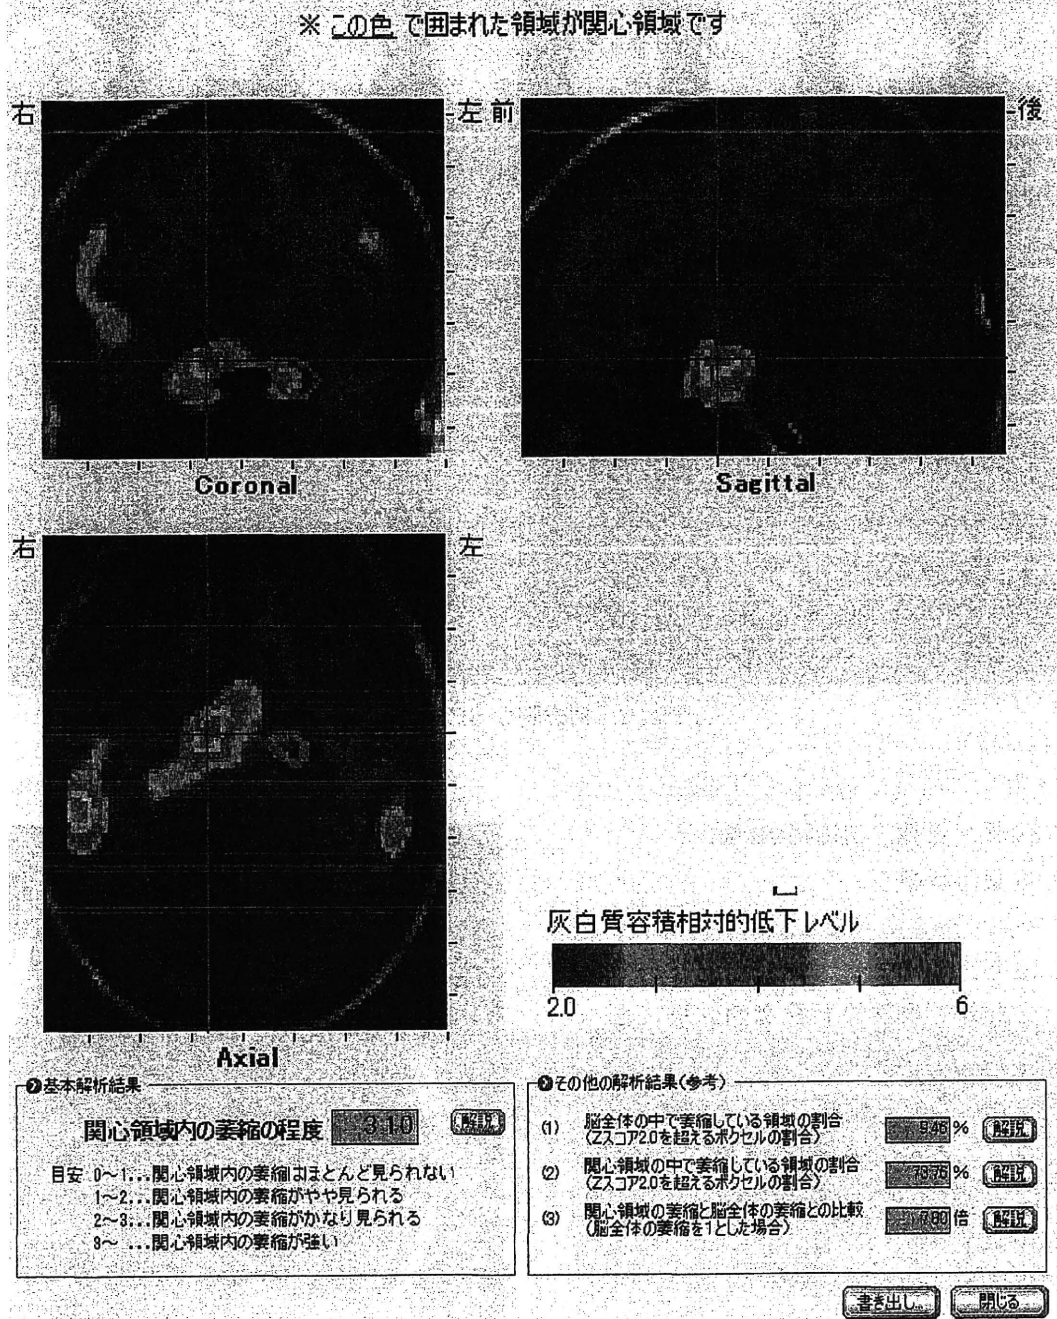 ※ この色 で囲まれた領域が関心領域です
右
左
前
後
Coronal
Sagittal
右
左
Axial
灰白質容積相対的低下レベル
2.0 6
基本解析結果
関心領域内の萎縮の程度 3.10 解説
目安 0～1...関心領域内の萎縮はほとんど見られない
1～2...関心領域内の萎縮がやや見られる
2～3...関心領域内の萎縮がかなり見られる
3～ ...関心領域内の萎縮が強い
その他の解析結果(参考)
(1) 脳全体の中で萎縮している領域の割合
(Zスコア2.0を超えるボクセルの割合) % 解説
(2) 関心領域の中で萎縮している領域の割合
(Zスコア2.0を超えるボクセルの割合) % 解説
(3) 関心領域の萎縮と脳全体の萎縮との比較
(脳全体の萎縮を1とした場合) 倍 解説
書き出し...
閉じる